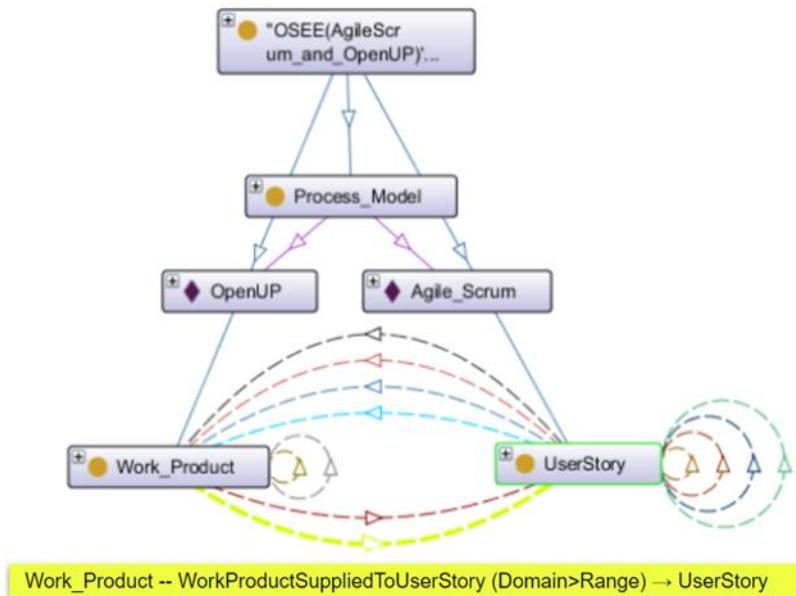 "OSEE(AgileScr
um_and_OpenUP)'...
Process_Model
OpenUP
Agile_Scrum
Work_Product
UserStory
Work_Product -- WorkProductSuppliedToUserStory (Domain>Range) → UserStory